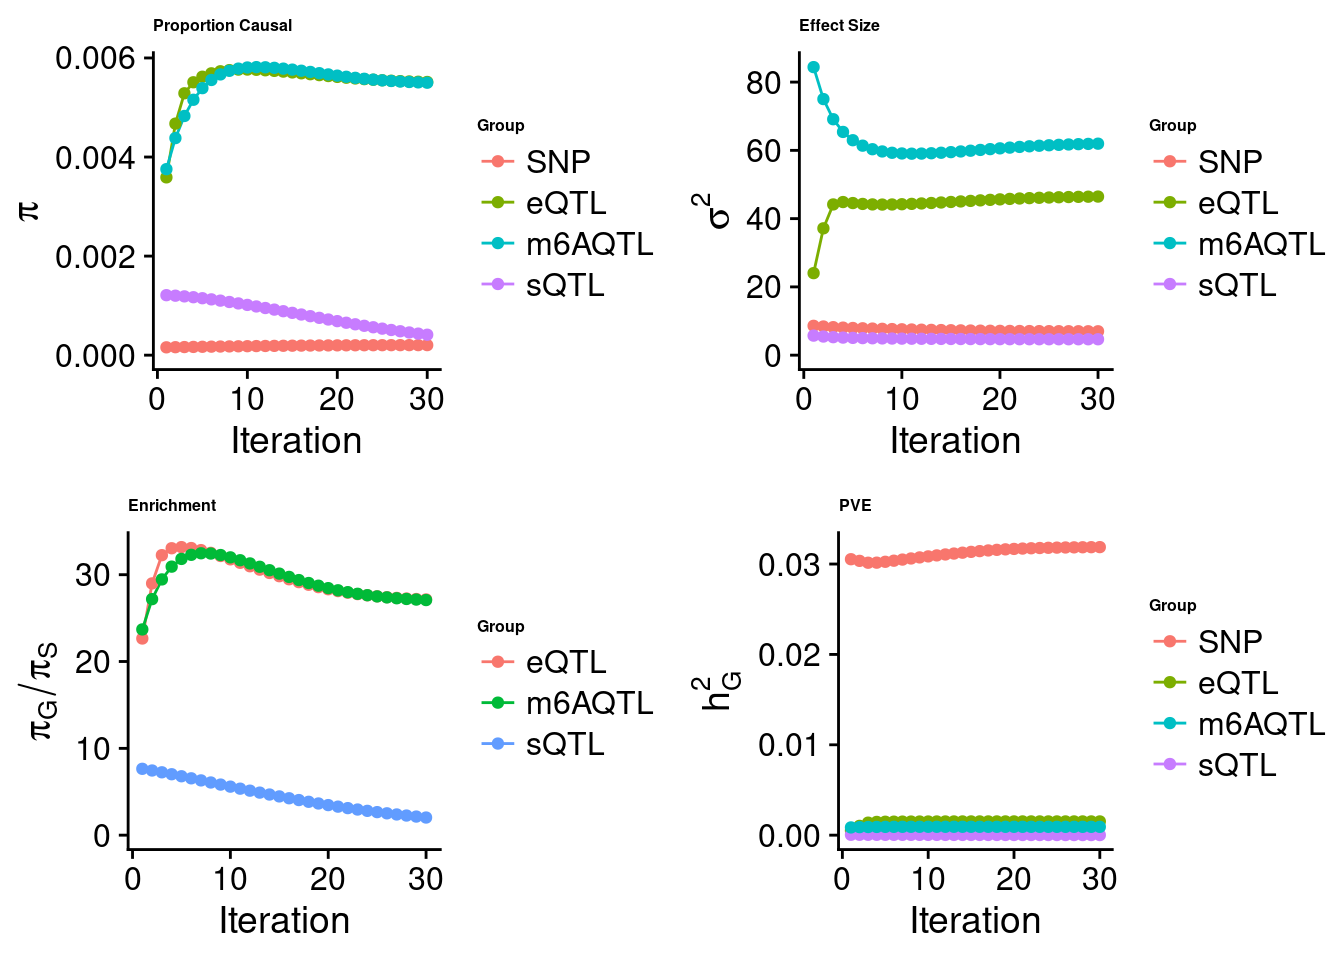 Proportion Causal
0.006
0.004
0.002
0.000
π
0 10 20 30
Iteration
Group
SNP
eQTL
m6AQTL
sQTL
Effect Size
80
60
40
20
0
σ²
0 10 20 30
Iteration
Group
SNP
eQTL
m6AQTL
sQTL
Enrichment
30
20
10
0
π_G/π_S
0 10 20 30
Iteration
Group
eQTL
m6AQTL
sQTL
PVE
0.03
0.02
0.01
0.00
h²_G
0 10 20 30
Iteration
Group
SNP
eQTL
m6AQTL
sQTL